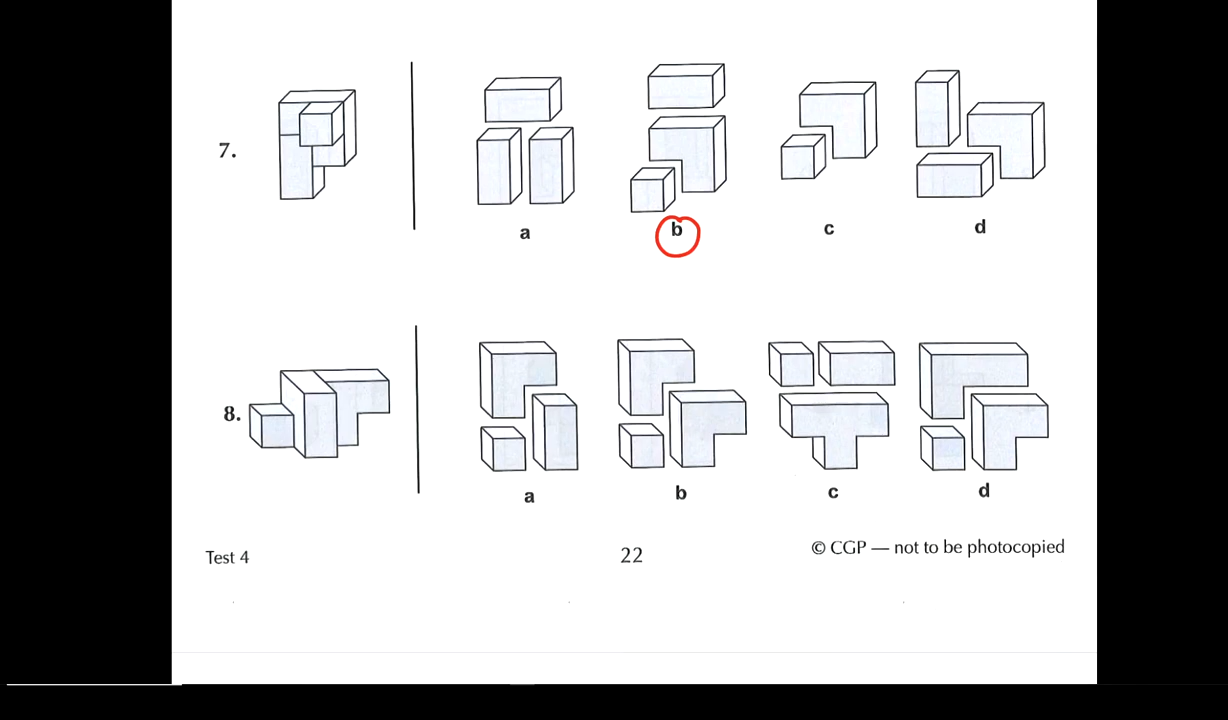 7.
a
b
c
d
8.
a
b
c
d
Test 4
22
© CGP — not to be photocopied